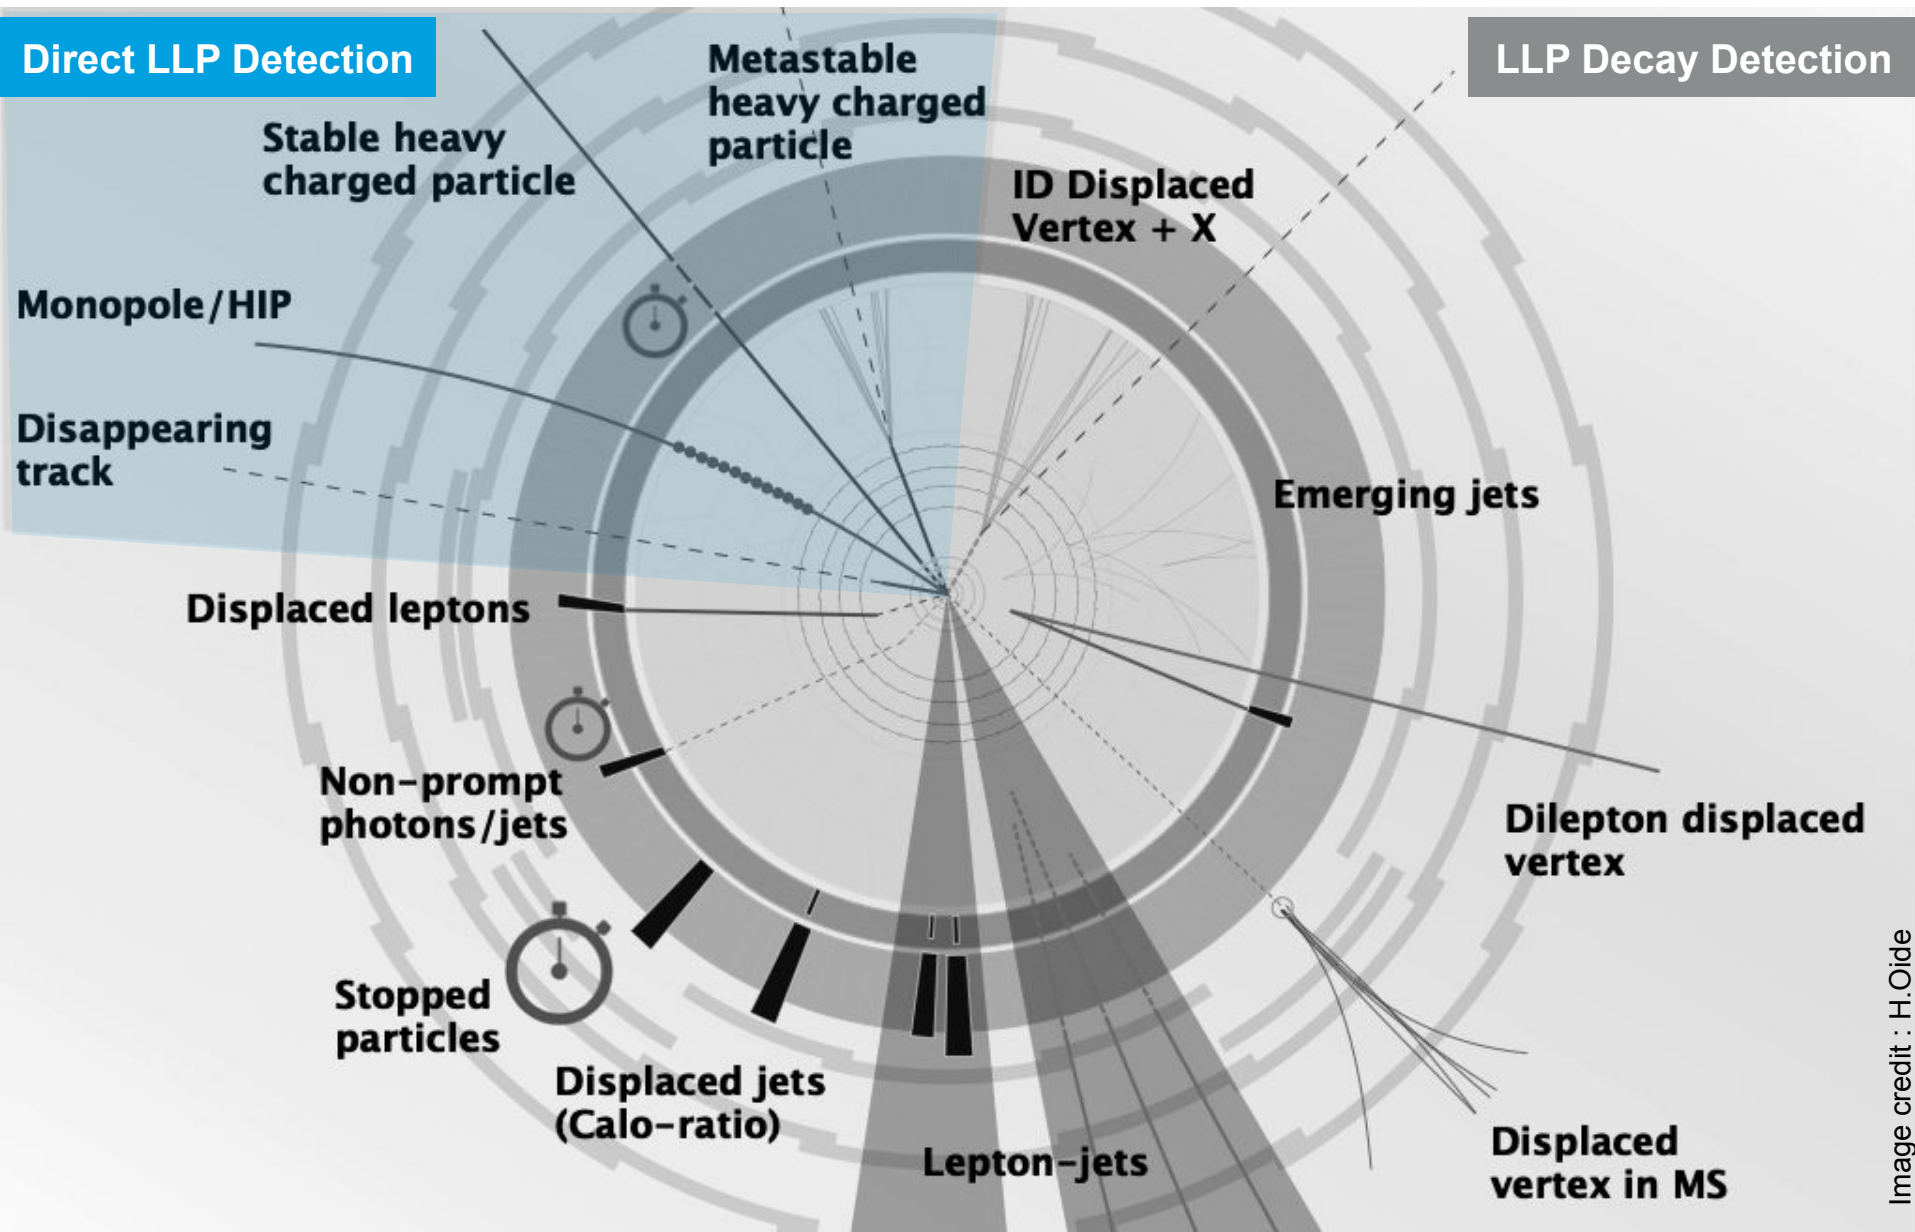 Direct LLP Detection
LLP Decay Detection
Metastable
heavy charged
particle
Stable heavy
charged particle
ID Displaced
Vertex + X
Monopole/HIP
Disappearing
track
Emerging jets
Displaced leptons
Non-prompt
photons/jets
Dilepton displaced
vertex
Stopped
particles
Displaced jets
(Calo-ratio)
Lepton-jets
Displaced
vertex in MS
Image credit : H.Oide